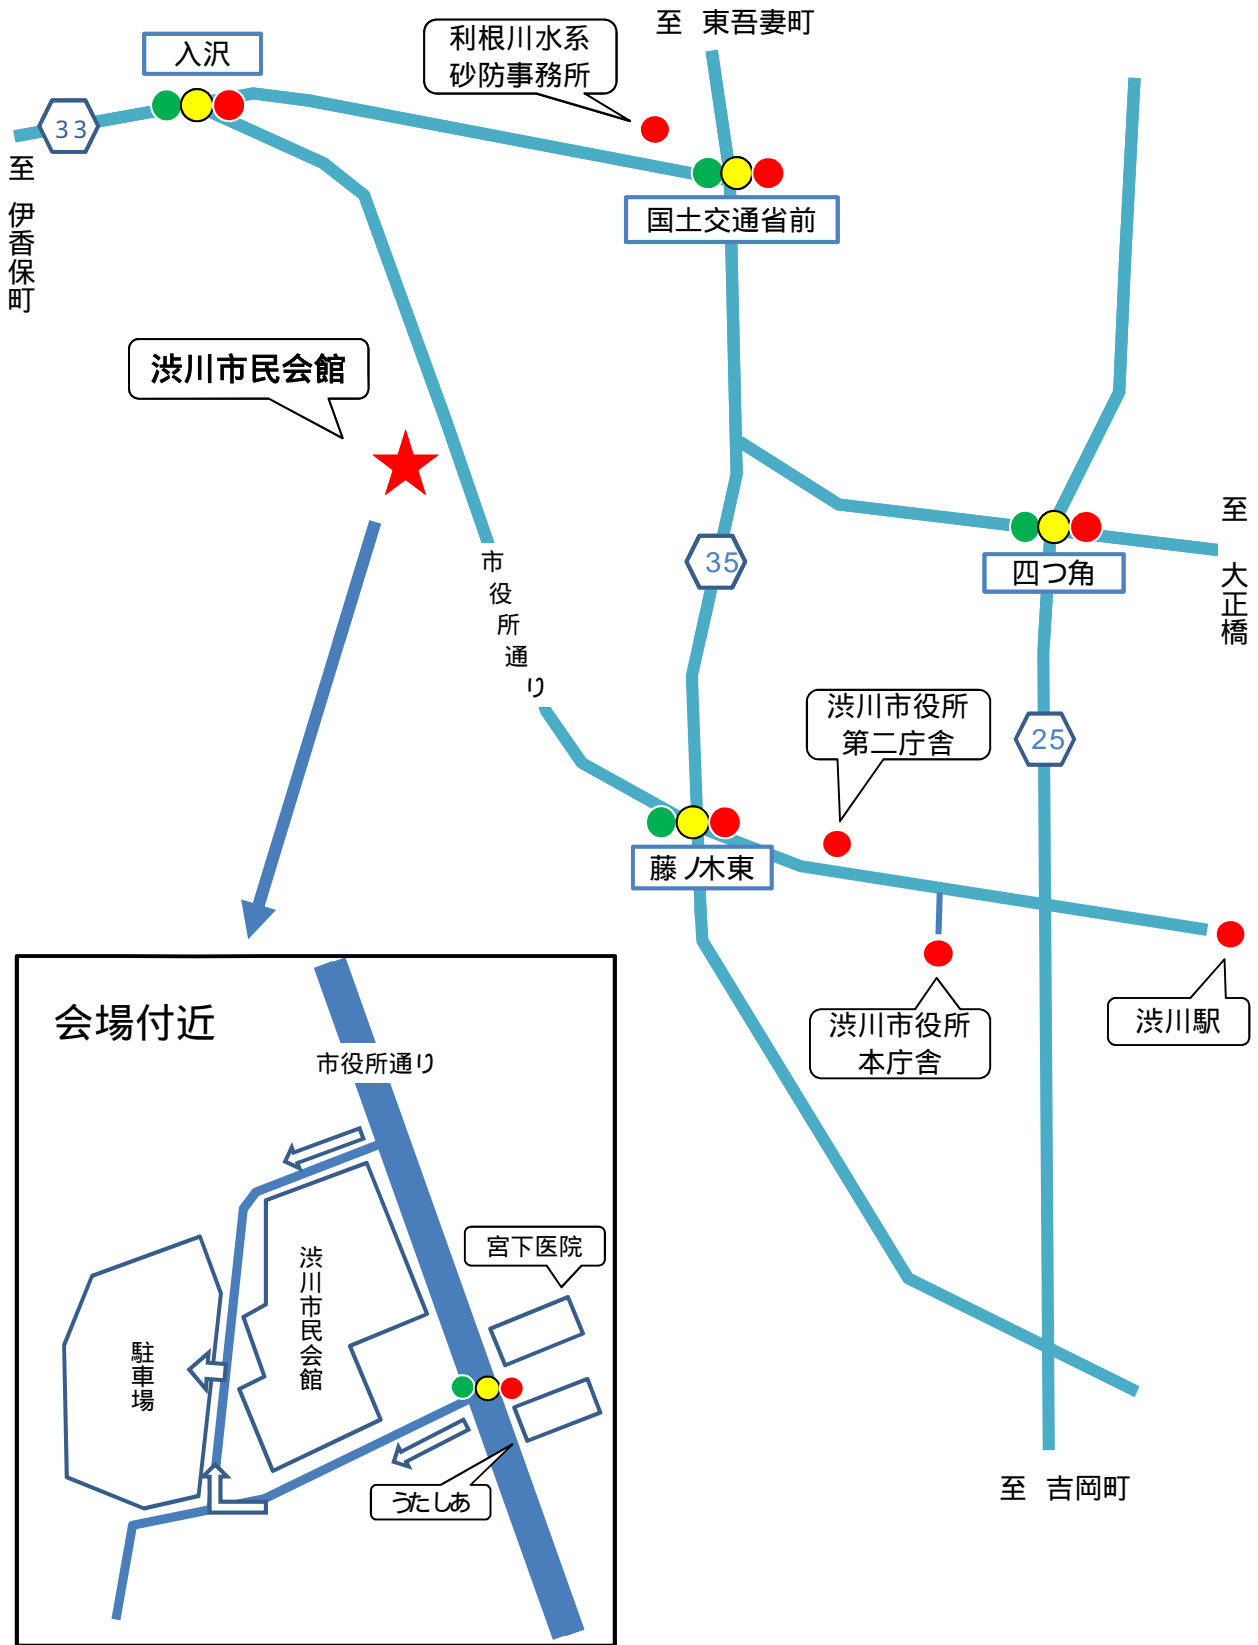 至 東吾妻町
利根川水系
砂防事務所
入沢
33
至 伊香保町
国土交通省前
渋川市民会館
至 大正橋
市役所通り
35
四つ角
渋川市役所
第二庁舎
25
藤ノ木東
渋川市役所
本庁舎
渋川駅
会場付近
市役所通り
宮下医院
渋川市民会館
駐車場
うたしあ
至 吉岡町